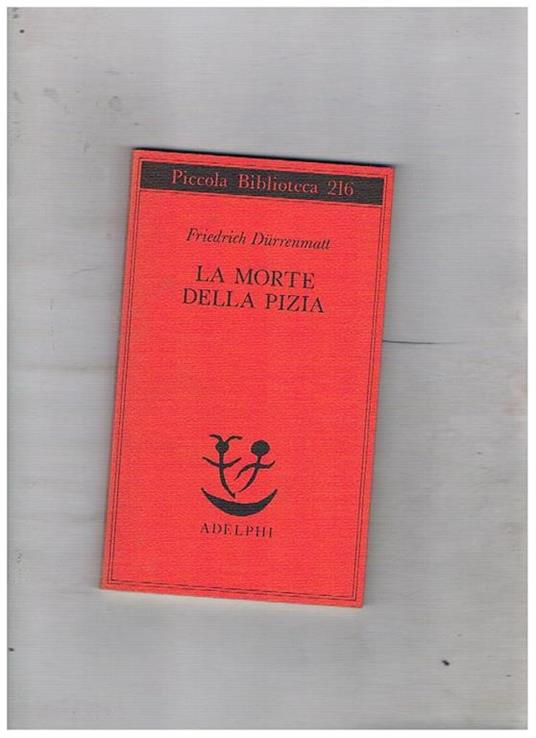 Piccola Biblioteca 216
Friedrich Dürrenmatt
LA MORTE
DELLA PIZIA
ADELPHI